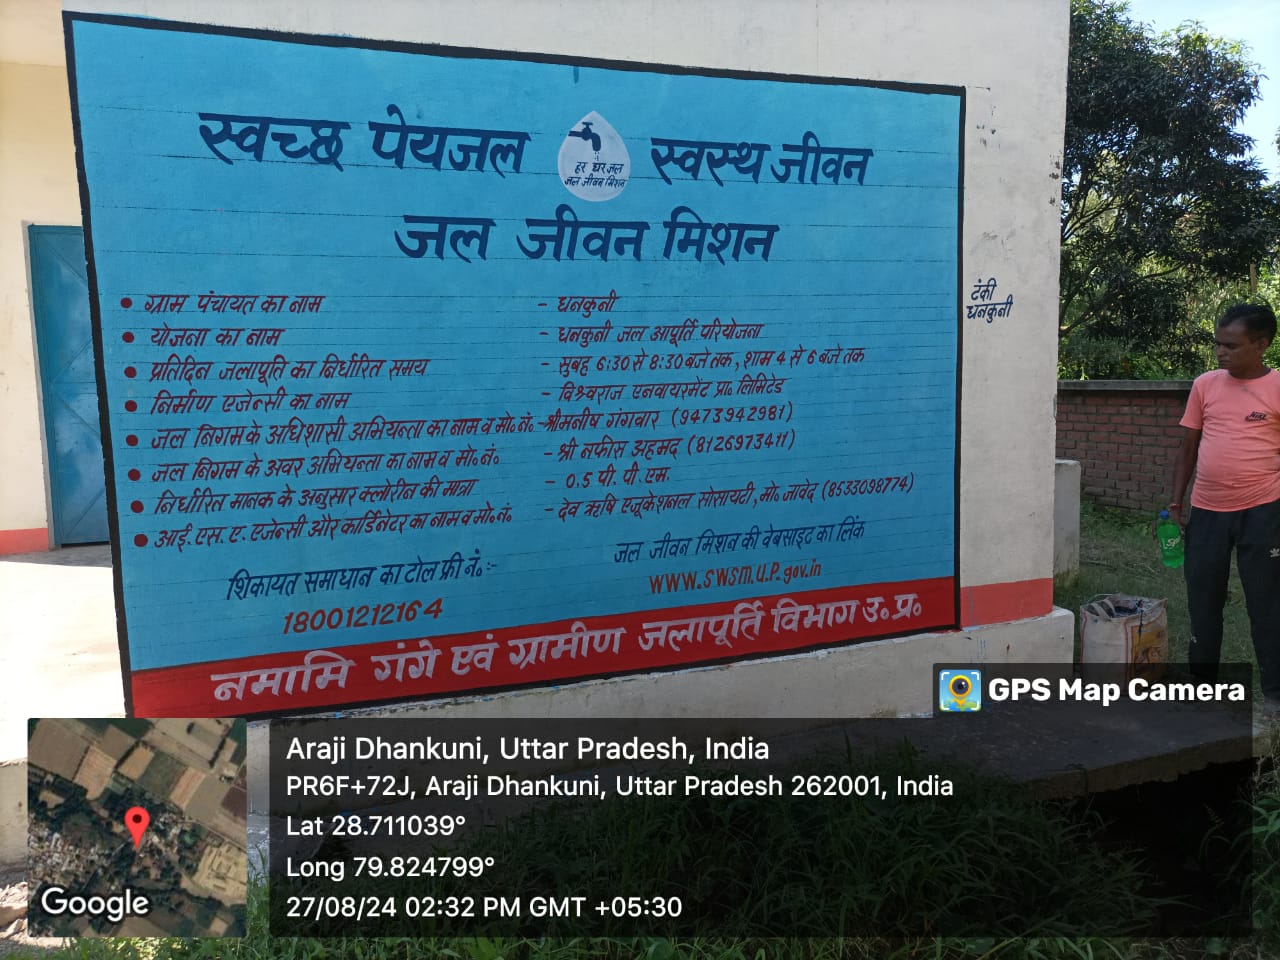 स्वच्छ पेयजल स्वस्थ जीवन
हर घर जल
जल जीवन मिशन
जल जीवन मिशन
• ग्राम पंचायत का नाम - धनकुनी
• योजना का नाम - धनकुनी जल आपूर्ति परियोजना
• प्रतिदिन जलापूर्ति का निर्धारित समय - सुबह 6:30 से 8:30 बजे तक, शाम 4 से 6 बजे तक
• निर्माण एजेन्सी का नाम - विश्वराज एनवायरमेंट प्रा० लिमिटेड
• जल निगम के अधिशासी अभियन्ता का नाम व मो० नं० - श्री मनीष गंगवार (9473942981)
• जल निगम के अवर अभियन्ता का नाम व मो० नं० - श्री नफीस अहमद (8126973411)
• निर्धारित मानक के अनुसार क्लोरीन की मात्रा - 0.5 पी. पी. एम.
• आई. एस. ए. एजेन्सी और कार्डिनेटर का नाम व मो० नं० - देव ऋषि एजूकेशनल सोसायटी, मो० जावेद (8533098774)
शिकायत समाधान का टोल फ्री नं० :-
18001212164
जल जीवन मिशन की वेबसाइट का लिंक
www.swsm.u.P.gov.in
नमामि गंगे एवं ग्रामीण जलापूर्ति विभाग उ० प्र०
टंकी
धनकुनी
GPS Map Camera
Araji Dhankuni, Uttar Pradesh, India
PR6F+72J, Araji Dhankuni, Uttar Pradesh 262001, India
Lat 28.711039°
Long 79.824799°
27/08/24 02:32 PM GMT +05:30
Google